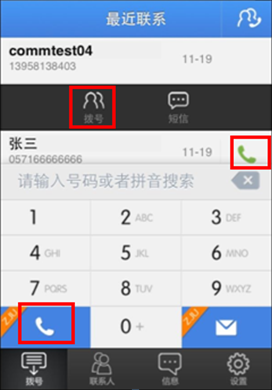 最近联系
commtest04
13958138403
11-19
拨号 短信
张三
057166666666
11-19
请输入号码或者拼音搜索
1 2 ABC 3 DEF
4 GHI 5 JKL 6 MNO
7 PQRS 8 TUV 9 WXYZ
0 +
拨号 联系人 信息 设置